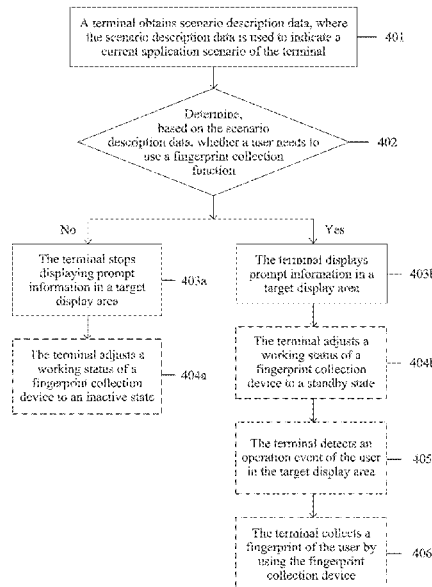 A terminal obtains scenario description data, where
the scenario description data is used to indicate a
current application scenario of the terminal
401
Determine,
based on the scenario
description data, whether a user needs to
use a fingerprint collection
function
402
No
Yes
The terminal stops
displaying prompt
information in a target
display area
403a
The terminal displays
prompt information in a
target display area
403b
The terminal adjusts a
working status of a
fingerprint collection
device to an inactive state
404a
The terminal adjusts a
working status of a
fingerprint collection
device to a standby state
404b
The terminal detects an
operation event of the user
in the target display area
405
The terminal collects a
fingerprint of the user by
using the fingerprint
collection device
406